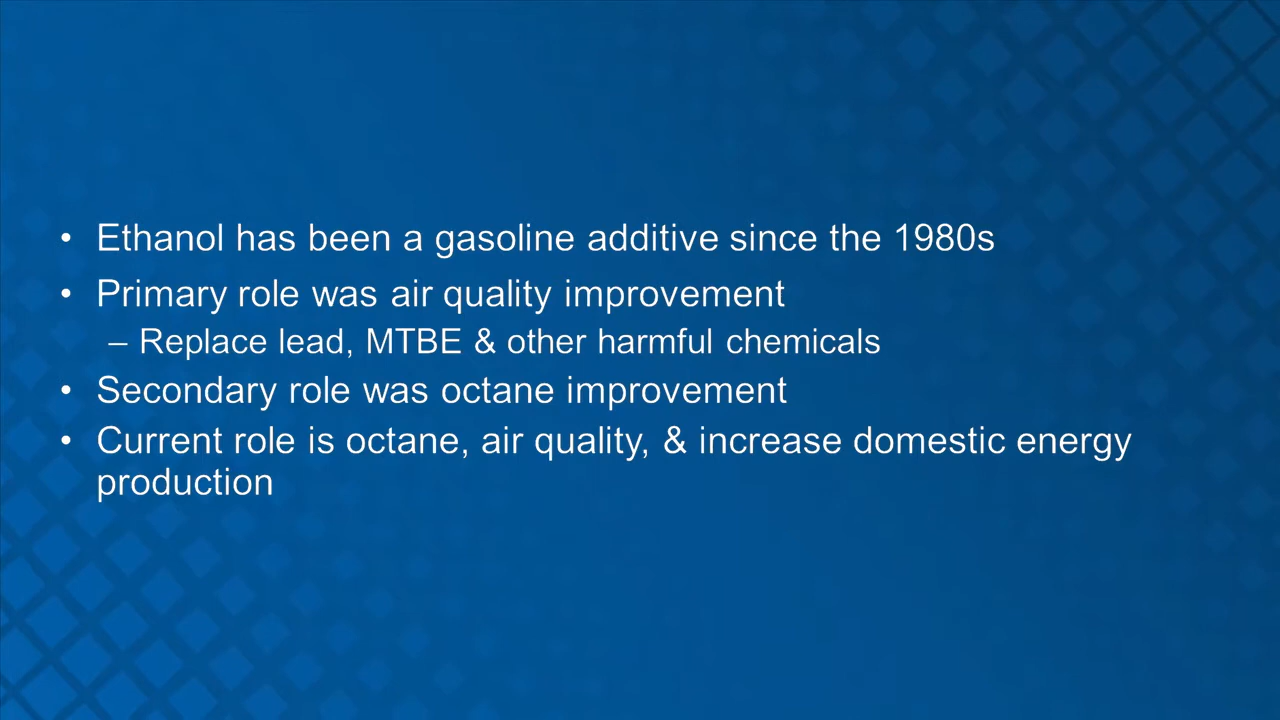 • Ethanol has been a gasoline additive since the 1980s
• Primary role was air quality improvement
– Replace lead, MTBE & other harmful chemicals
• Secondary role was octane improvement
• Current role is octane, air quality, & increase domestic energy
production